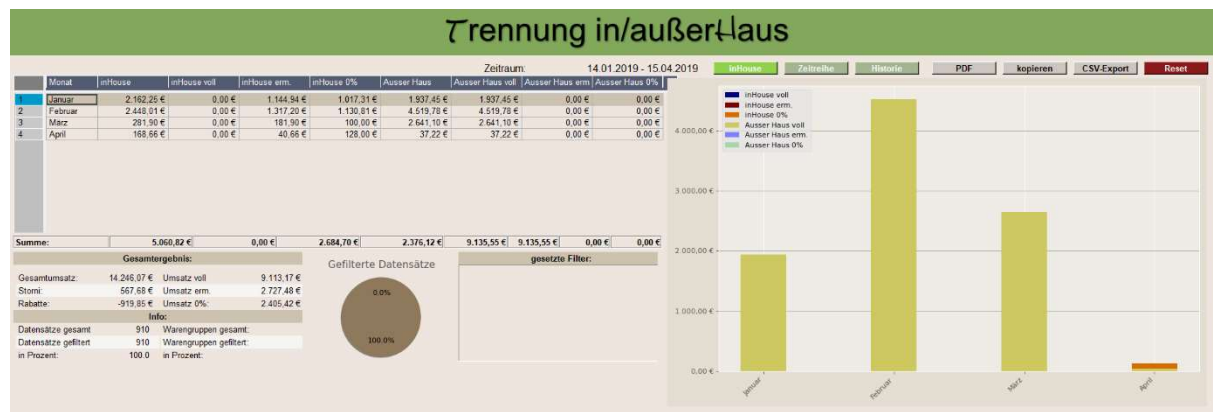 Trennung in/außerHaus
Zeitraum: 14.01.2019 - 15.04.2019 inHouse Zeitreihe Historie PDF kopieren CSV-Export Reset
Monat inHouse inHouse voll inHouse erm. inHouse 0% Ausser Haus Ausser Haus voll Ausser Haus erm Ausser Haus 0%
1 Januar 2.162,25 € 0,00 € 1.144,94 € 1.017,31 € 1.937,45 € 1.937,45 € 0,00 € 0,00 €
2 Februar 2.448,01 € 0,00 € 1.317,20 € 1.130,81 € 4.519,78 € 4.519,78 € 0,00 € 0,00 €
3 März 281,90 € 0,00 € 181,90 € 100,00 € 2.641,10 € 2.641,10 € 0,00 € 0,00 €
4 April 168,66 € 0,00 € 40,66 € 128,00 € 37,22 € 37,22 € 0,00 € 0,00 €
Summe: 5.060,82 € 0,00 € 2.684,70 € 2.376,12 € 9.135,55 € 9.135,55 € 0,00 € 0,00 €
Gesamtergebnis:
Gesamtumsatz: 14.246,07 € Umsatz voll 9.113,17 €
Storni: 567,68 € Umsatz erm. 2.727,48 €
Rabatte: -919,85 € Umsatz 0%: 2.405,42 €
Info:
Datensätze gesamt 910 Warengruppen gesamt:
Datensätze gefiltert 910 Warengruppen gefiltert:
in Prozent: 100.0 in Prozent:
Gefilterte Datensätze
0.0%
100.0%
gesetzte Filter:
inHouse voll
inHouse erm.
inHouse 0%
Ausser Haus voll
Ausser Haus erm.
Ausser Haus 0%
4.000,00 €
3.000,00 €
2.000,00 €
1.000,00 €
0,00 €
Januar Februar März April